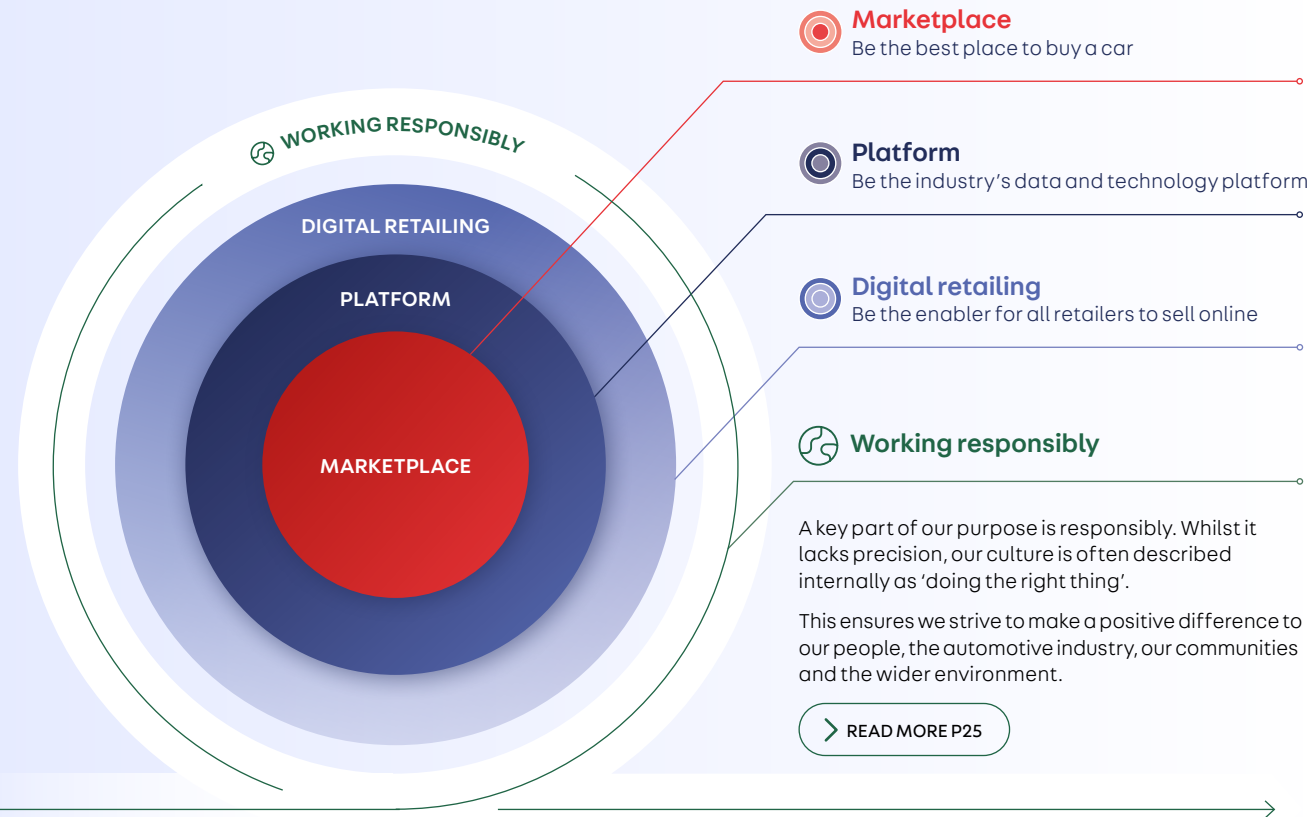 WORKING RESPONSIBLY
DIGITAL RETAILING
PLATFORM
MARKETPLACE
Marketplace
Be the best place to buy a car
Platform
Be the industry’s data and technology platform
Digital retailing
Be the enabler for all retailers to sell online
Working responsibly
A key part of our purpose is responsibly. Whilst it
lacks precision, our culture is often described
internally as ‘doing the right thing’.
This ensures we strive to make a positive difference to
our people, the automotive industry, our communities
and the wider environment.
READ MORE P25